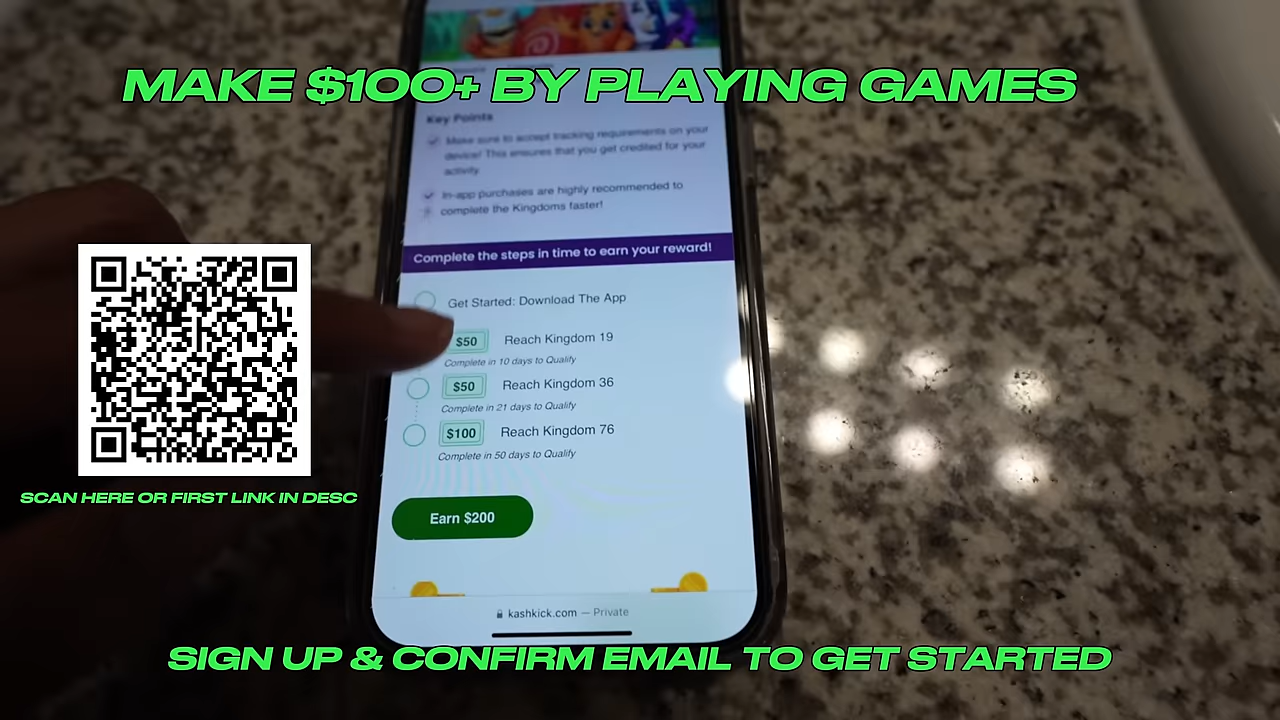 MAKE $100+ BY PLAYING GAMES
Key Points
Make sure to accept tracking requirements on your
device! This ensures that you get credited for your
activity.
In-app purchases are highly recommended to
complete the Kingdoms faster!
Complete the steps in time to earn your reward!
Get Started: Download The App
$50 Reach Kingdom 19
Complete in 10 days to Qualify
$50 Reach Kingdom 36
Complete in 21 days to Qualify
$100 Reach Kingdom 76
Complete in 50 days to Qualify
SCAN HERE OR FIRST LINK IN DESC
Earn $200
kashkick.com — Private
SIGN UP & CONFIRM EMAIL TO GET STARTED